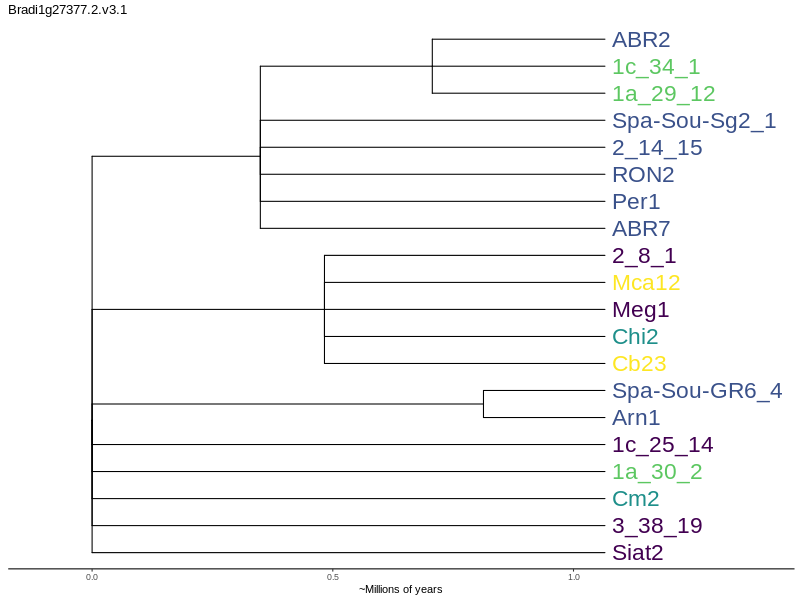 Bradi1g27377.2.v3.1
ABR2
1c_34_1
1a_29_12
Spa-Sou-Sg2_1
2_14_15
RON2
Per1
ABR7
2_8_1
Mca12
Meg1
Chi2
Cb23
Spa-Sou-GR6_4
Arn1
1c_25_14
1a_30_2
Cm2
3_38_19
Siat2
0.0 0.5 1.0
~Millions of years